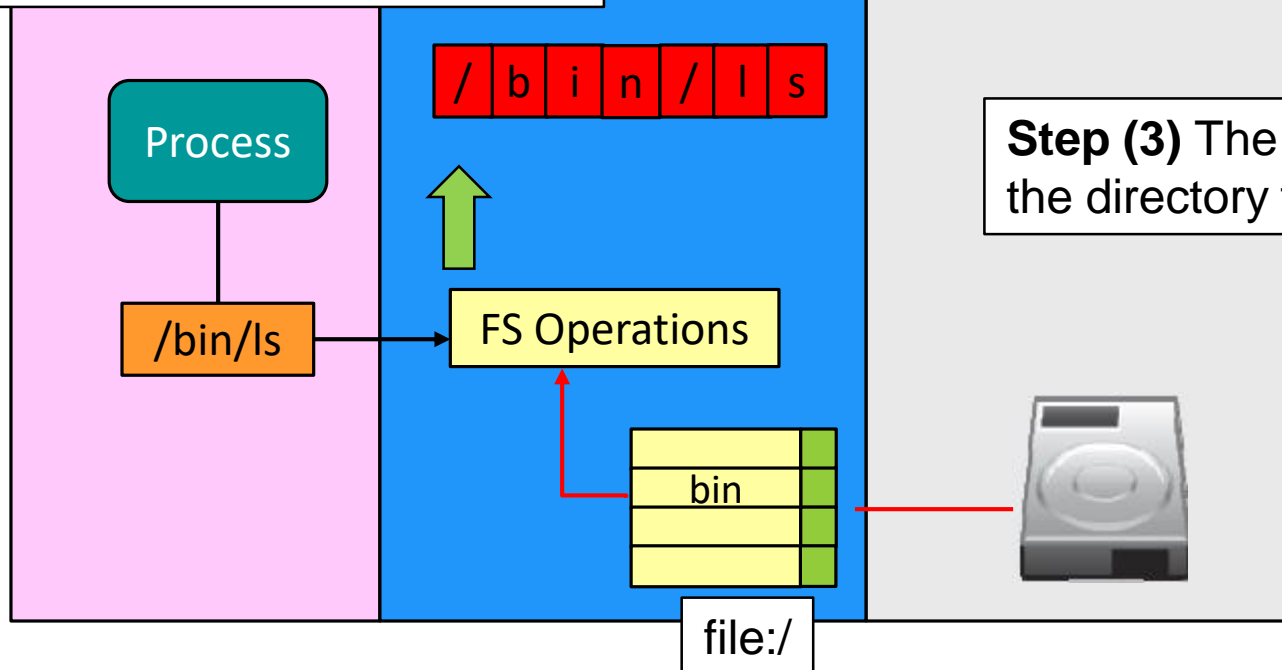 / b i n / l s
Process
Step (3) The
the directory
/bin/ls
FS Operations
bin
file:/